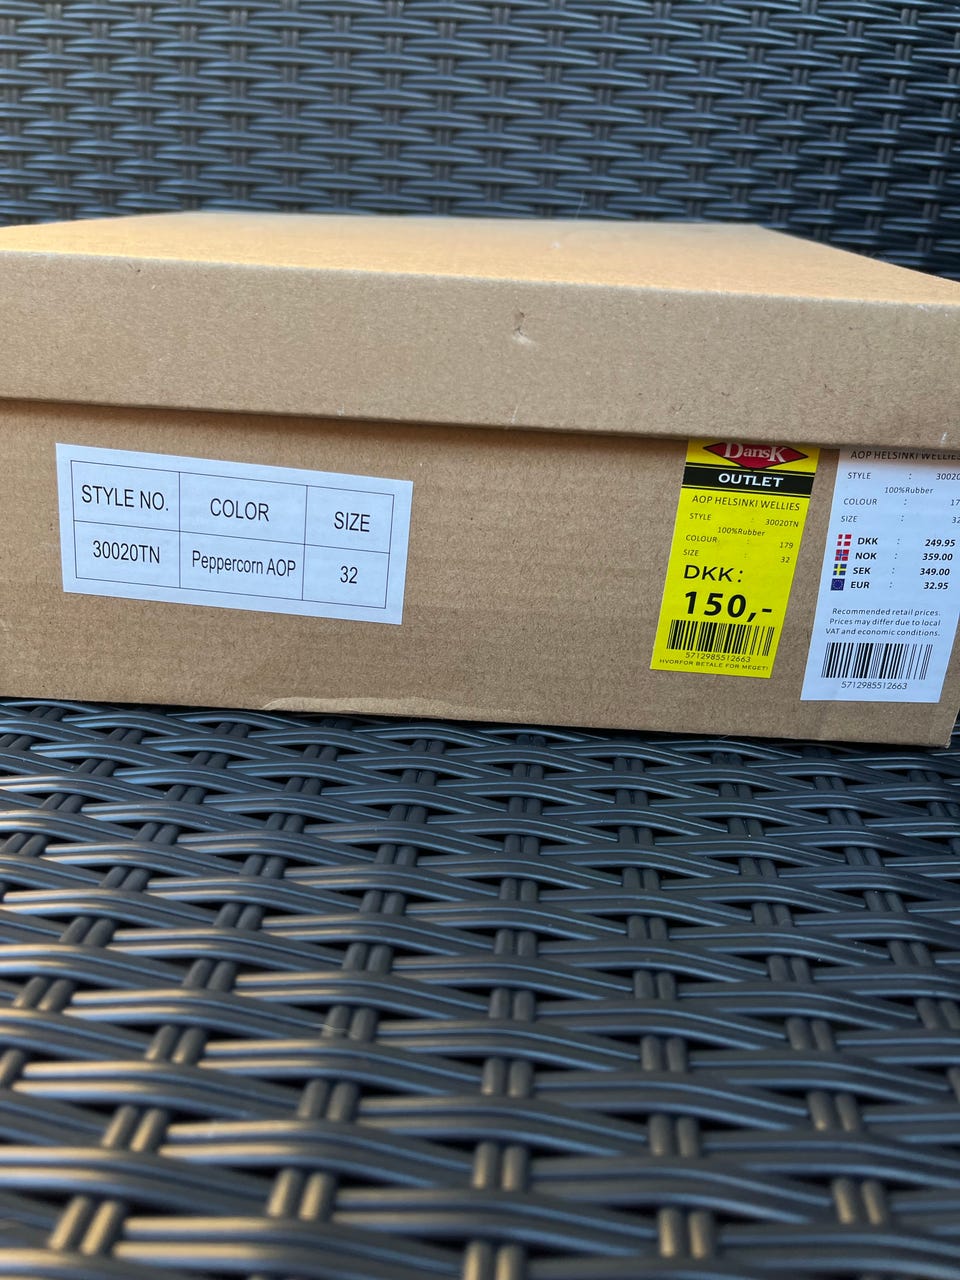 STYLE NO. COLOR SIZE
30020TN Peppercorn AOP 32
DansK
OUTLET
AOP HELSINKI WELLIES
STYLE : 30020TN
100%Rubber
COLOUR : 179
SIZE : 32
DKK:
150,-
5712985512663
HVORFOR BETALE FOR MEGET!
AOP HELSINKI WELLIES
STYLE : 3002
100%Rubber
COLOUR : 17
SIZE : 32
DKK : 249.95
NOK : 359.00
SEK : 349.00
EUR : 32.95
Recommended retail prices.
Prices may differ due to local
VAT and economic conditions.
5712985512663